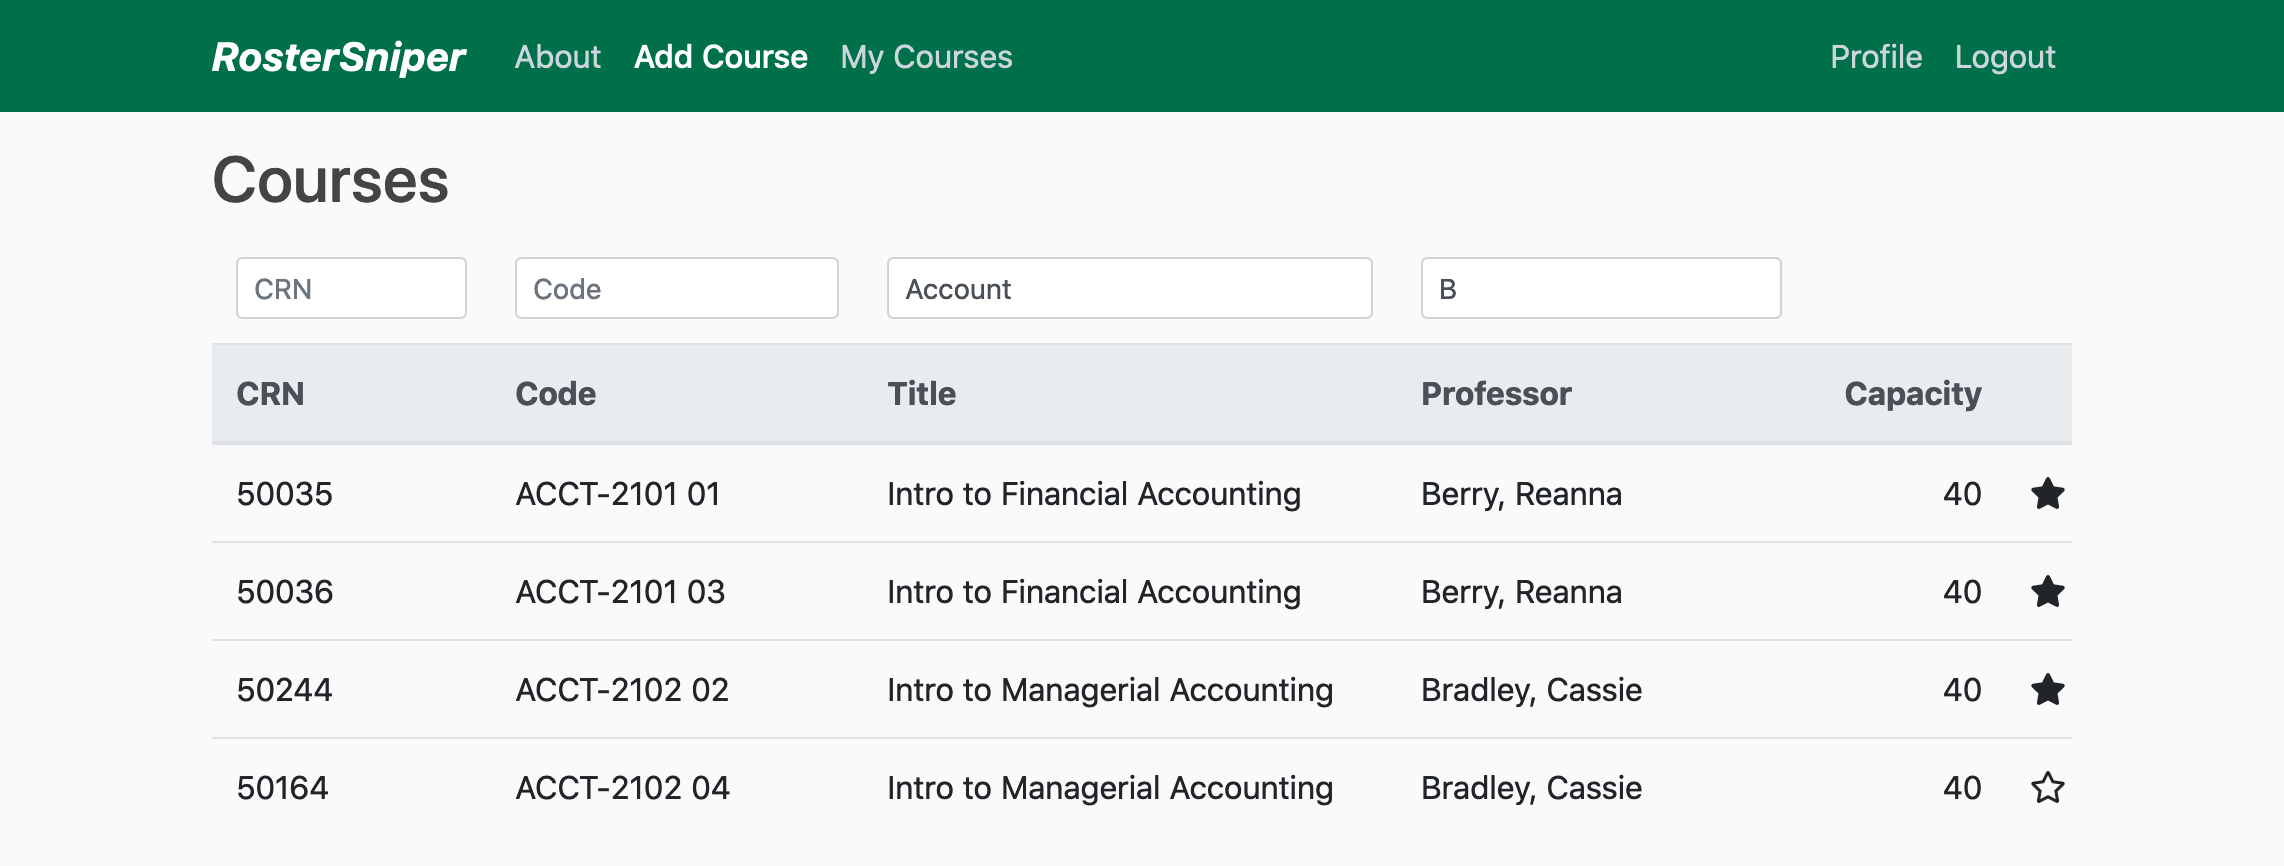 RosterSniper About Add Course My Courses Profile Logout
Courses
CRN Code Account B
CRN Code Title Professor Capacity
50035 ACCT-2101 01 Intro to Financial Accounting Berry, Reanna 40
50036 ACCT-2101 03 Intro to Financial Accounting Berry, Reanna 40
50244 ACCT-2102 02 Intro to Managerial Accounting Bradley, Cassie 40
50164 ACCT-2102 04 Intro to Managerial Accounting Bradley, Cassie 40